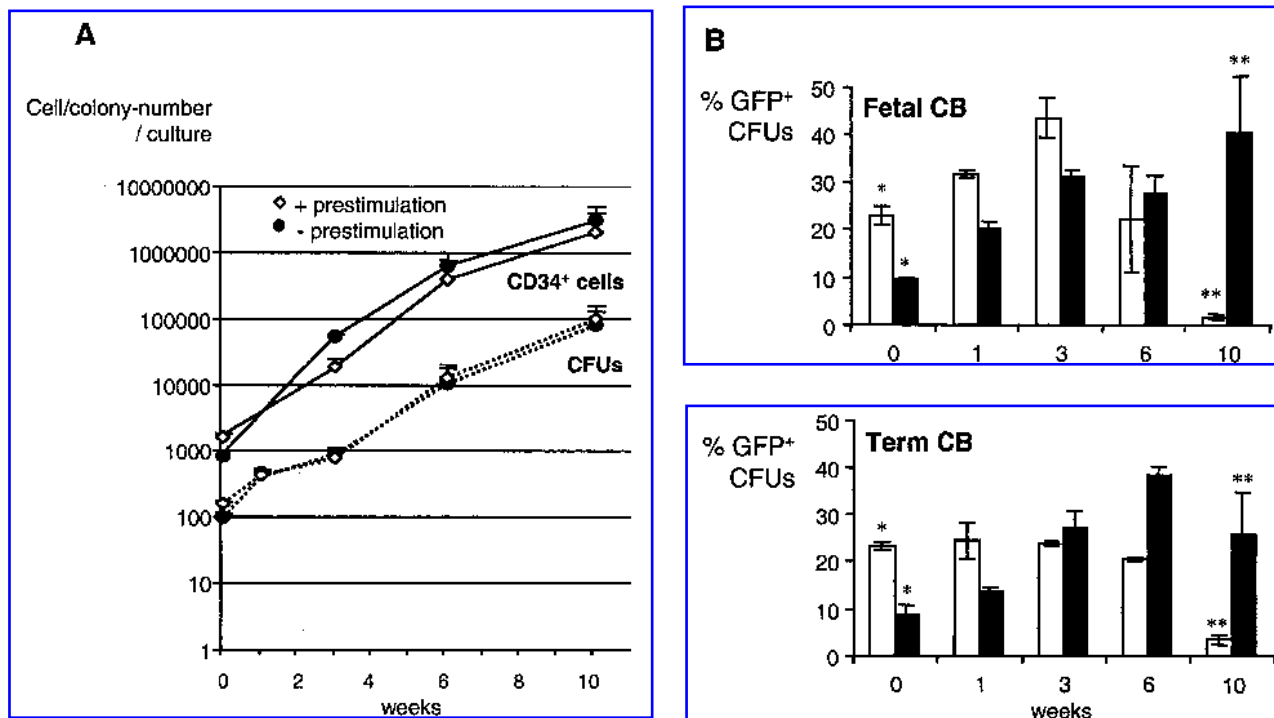 A
Cell/colony-number
/ culture
10000000
1000000
100000
10000
1000
100
10
1
+ prestimulation
- prestimulation
CD34+ cells
CFUs
0 2 4 6 8 10
weeks
B
% GFP+
CFUs
Fetal CB
50
40
30
20
10
0
* * ** **
0 1 3 6 10
% GFP+
CFUs
Term CB
50
40
30
20
10
0
* * ** **
0 1 3 6 10
weeks